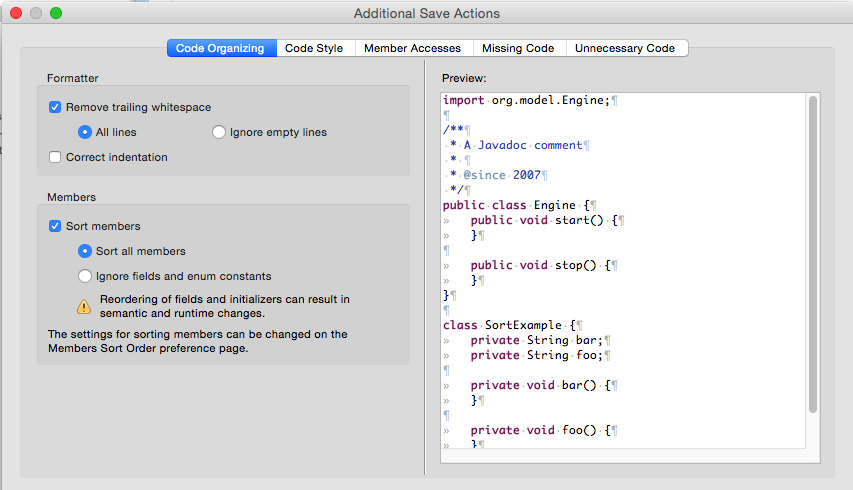 Additional Save Actions
Code Organizing
Code Style
Member Accesses
Missing Code
Unnecessary Code
Formatter
Remove trailing whitespace
All lines
Ignore empty lines
Correct indentation
Members
Sort members
Sort all members
Ignore fields and enum constants
Reordering of fields and initializers can result in
semantic and runtime changes.
The settings for sorting members can be changed on the
Members Sort Order preference page.
Preview:
import·org.model.Engine;¶
¶
/**¶
·*·A·Javadoc·comment¶
·*·¶
·*·@since·2007¶
·*/¶
public·class·Engine·{¶
»   public·void·start()·{¶
»   }¶
¶
»   public·void·stop()·{¶
»   }¶
}¶
¶
class·SortExample·{¶
»   private·String·bar;¶
»   private·String·foo;¶
¶
»   private·void·bar()·{¶
»   }¶
¶
»   private·void·foo()·{¶
»   }¶